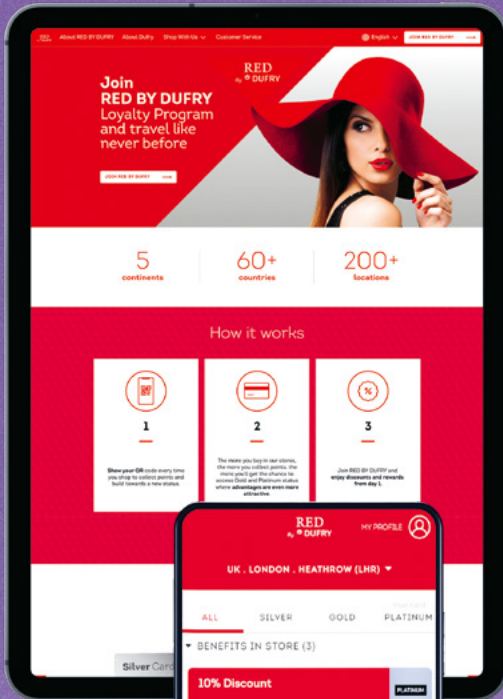 About RED BY DUFRY About Dufry Shop With Us Customer Service English JOIN RED BY DUFRY
RED
By DUFRY
Join
RED BY DUFRY
Loyalty Program
and travel like
never before
JOIN RED BY DUFRY
5
continents
60+
countries
200+
locations
How it works
1
Show your QR code every time
you shop to collect points and
build towards a new status.
2
The more you buy in our stores,
the more you collect points, the
more you'll get the chance to
access Gold and Platinum status
where advantages are even more
attractive.
3
Join RED BY DUFRY and
enjoy discounts and rewards
from day 1.
Silver Card
RED
By DUFRY
MY PROFILE
UK . LONDON . HEATHROW (LHR)
ALL SILVER GOLD PLATINUM
BENEFITS IN STORE (3)
10% Discount
PLATINUM